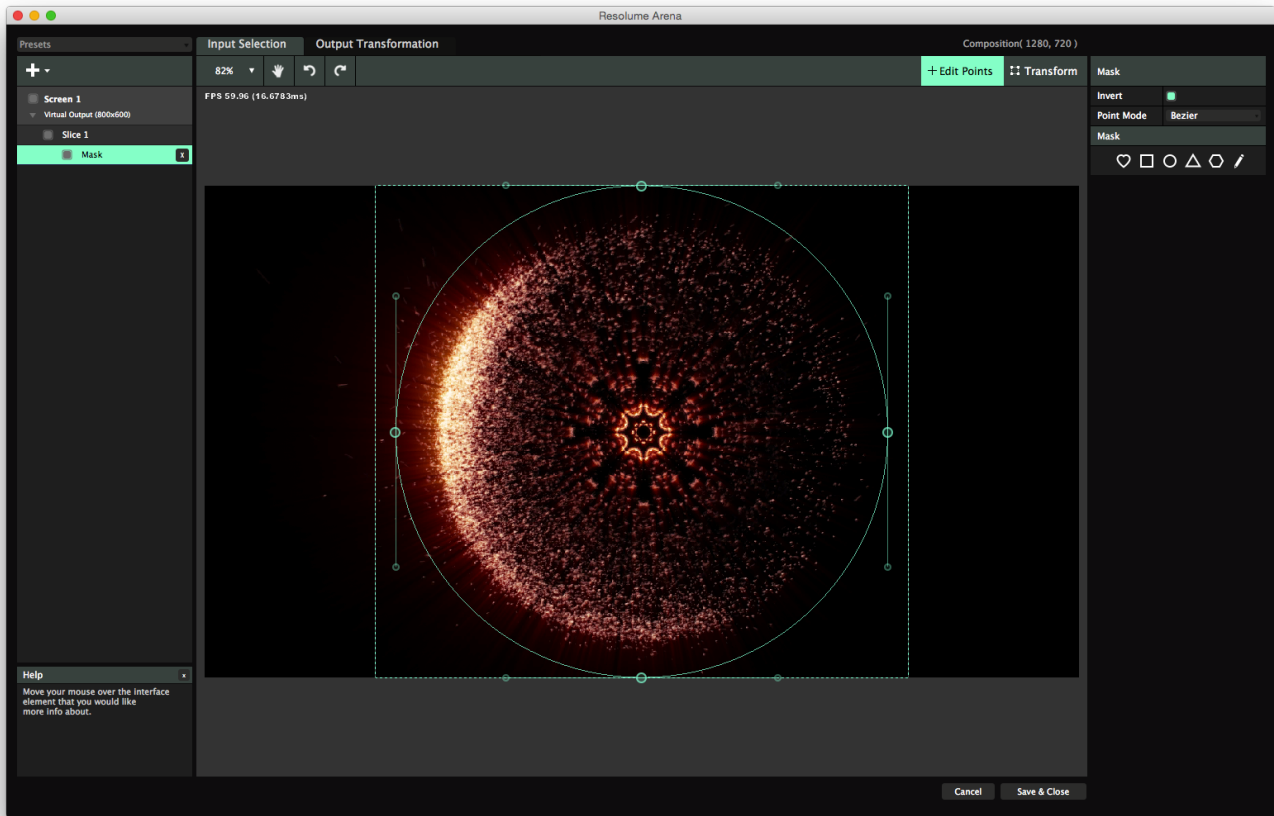 Resolume Arena
Presets
Input Selection
Output Transformation
Composition( 1280, 720 )
82%
+ Edit Points
Transform
Mask
Screen 1
Virtual Output (800x600)
Slice 1
Mask
x
FPS 59.96 (16.6783ms)
Invert
Point Mode
Bezier
Mask
Help
x
Move your mouse over the interface
element that you would like
more info about.
Cancel
Save & Close